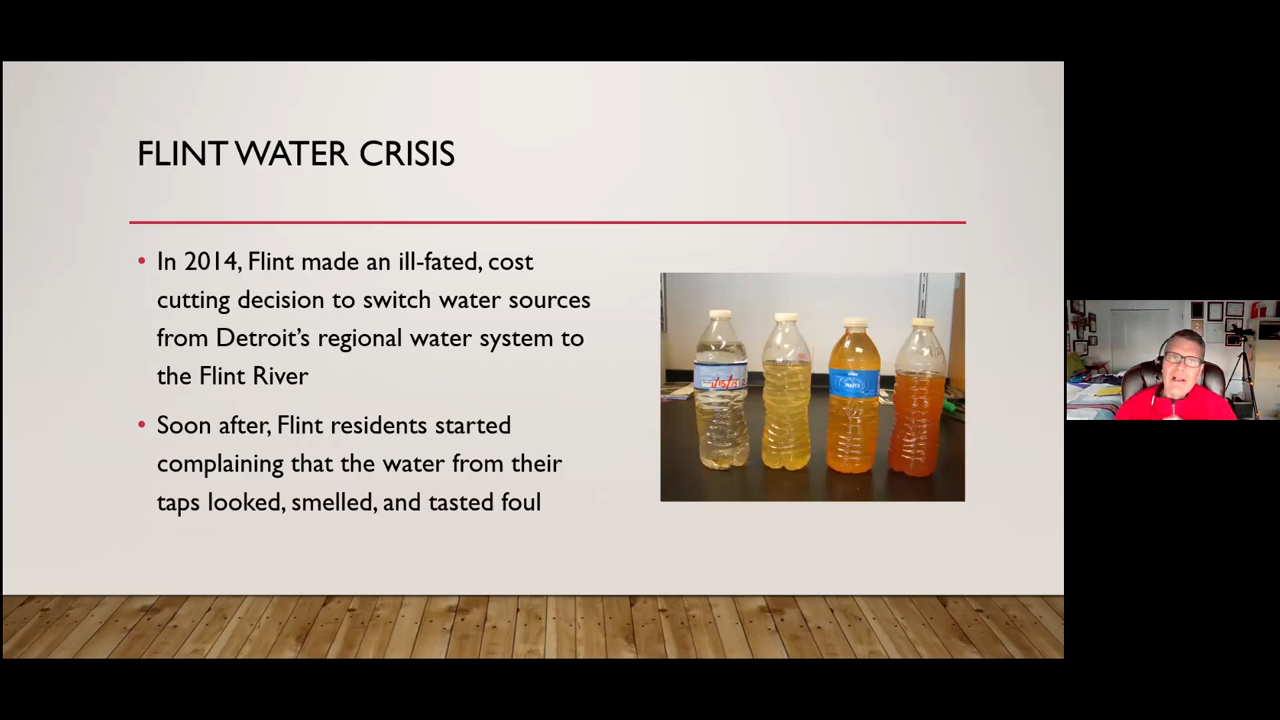 FLINT WATER CRISIS
• In 2014, Flint made an ill-fated, cost
cutting decision to switch water sources
from Detroit's regional water system to
the Flint River
• Soon after, Flint residents started
complaining that the water from their
taps looked, smelled, and tasted foul